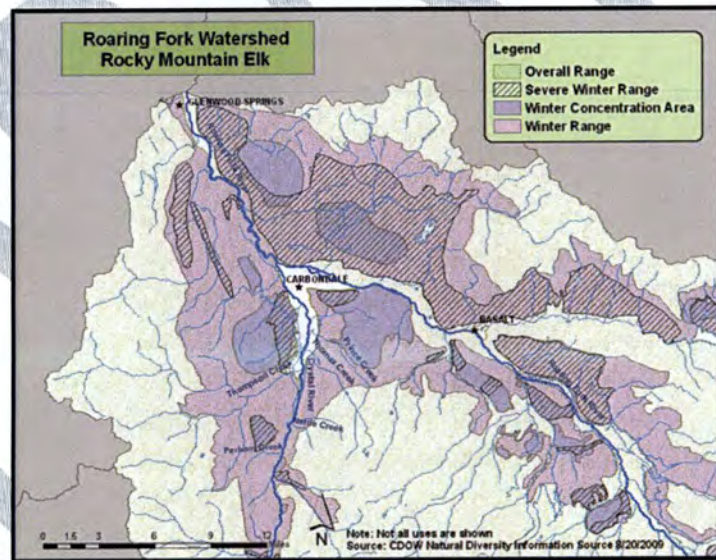 Roaring Fork Watershed
Rocky Mountain Elk
Legend
Overall Range
Severe Winter Range
Winter Concentration Area
Winter Range
GLENWOOD SPRINGS
CARBONDALE
BASALT
Prince Creek
Thompson Creek
Crystal River
Creek
Creek
0 1.5 3 6 9 12
Miles
N
Note: Not all uses are shown
Source: CDOW Natural Diversity Information Source 8/20/2009